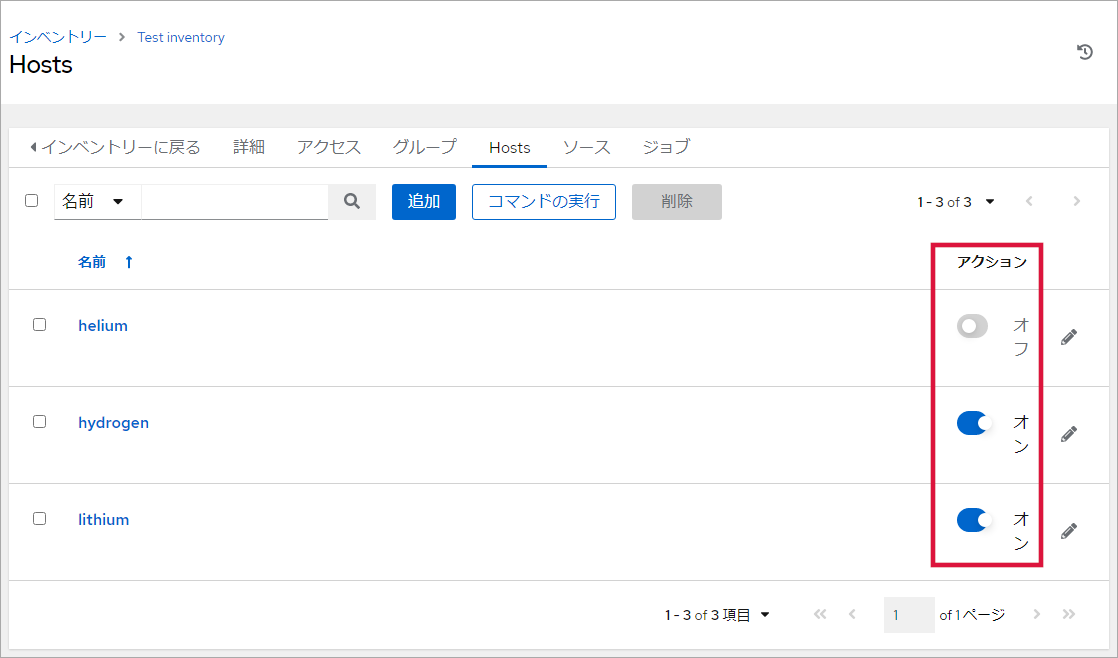 インベントリー > Test inventory
Hosts
インベントリーに戻る 詳細 アクセス グループ Hosts ソース ジョブ
名前 追加 コマンドの実行 削除 1 - 3 of 3
名前 アクション
helium オ
フ
hydrogen オ
ン
lithium オ
ン
1 - 3 of 3 項目 1 of 1 ページ